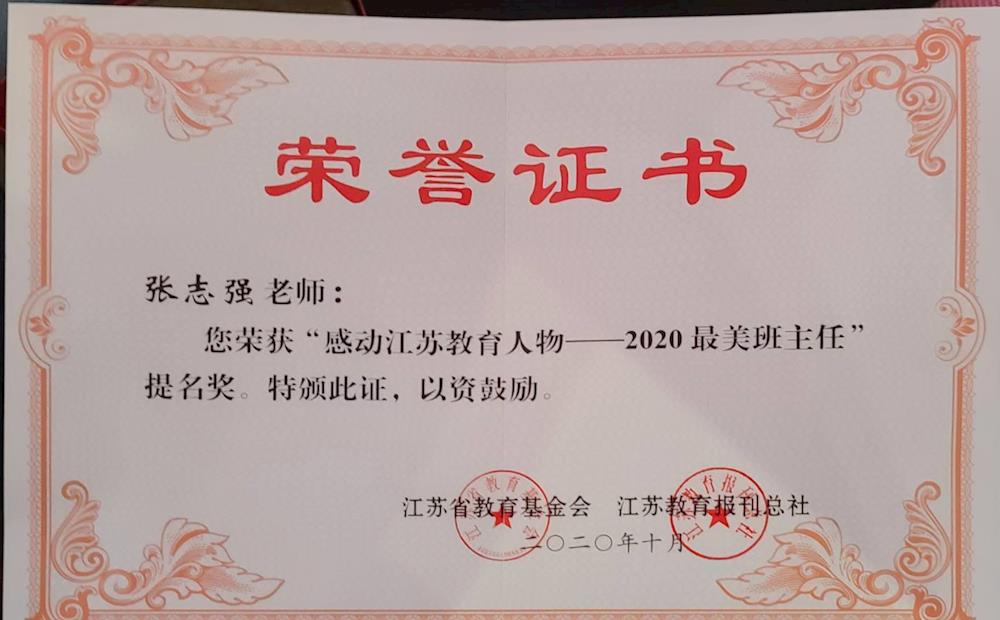 荣誉证书
张志强老师：
您荣获“感动江苏教育人物——2020最美班主任”
提名奖。特颁此证，以资鼓励。
江苏省教育基金会 江苏教育报刊总社
二〇二〇年十月